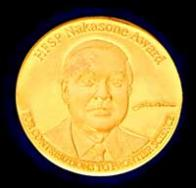 HFSP Nakasone Award
FOR CONTRIBUTIONS TO FRONTIER SCIENCE